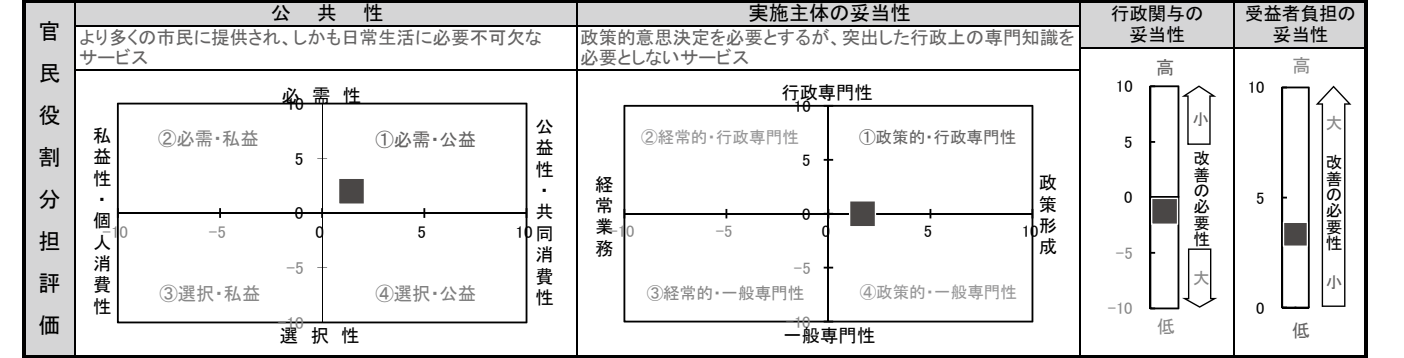 官民役割分担評価
公共性
より多くの市民に提供され、しかも日常生活に必要不可欠な
サービス
必需性
10
②必需・私益
①必需・公益
5
私益性・個人消費性
公益性・共同消費性
0
-10
-5
0
5
10
-5
③選択・私益
④選択・公益
-10
選択性
実施主体の妥当性
政策的意思決定を必要とするが、突出した行政上の専門知識を
必要としないサービス
行政専門性
10
②経常的・行政専門性
①政策的・行政専門性
5
経常業務
政策形成
0
-10
-5
0
5
10
-5
③経常的・一般専門性
④政策的・一般専門性
-10
一般専門性
行政関与の
妥当性
高
10
5
0
-5
-10
低
小
改善の必要性
大
受益者負担の
妥当性
高
10
5
0
低
大
改善の必要性
小